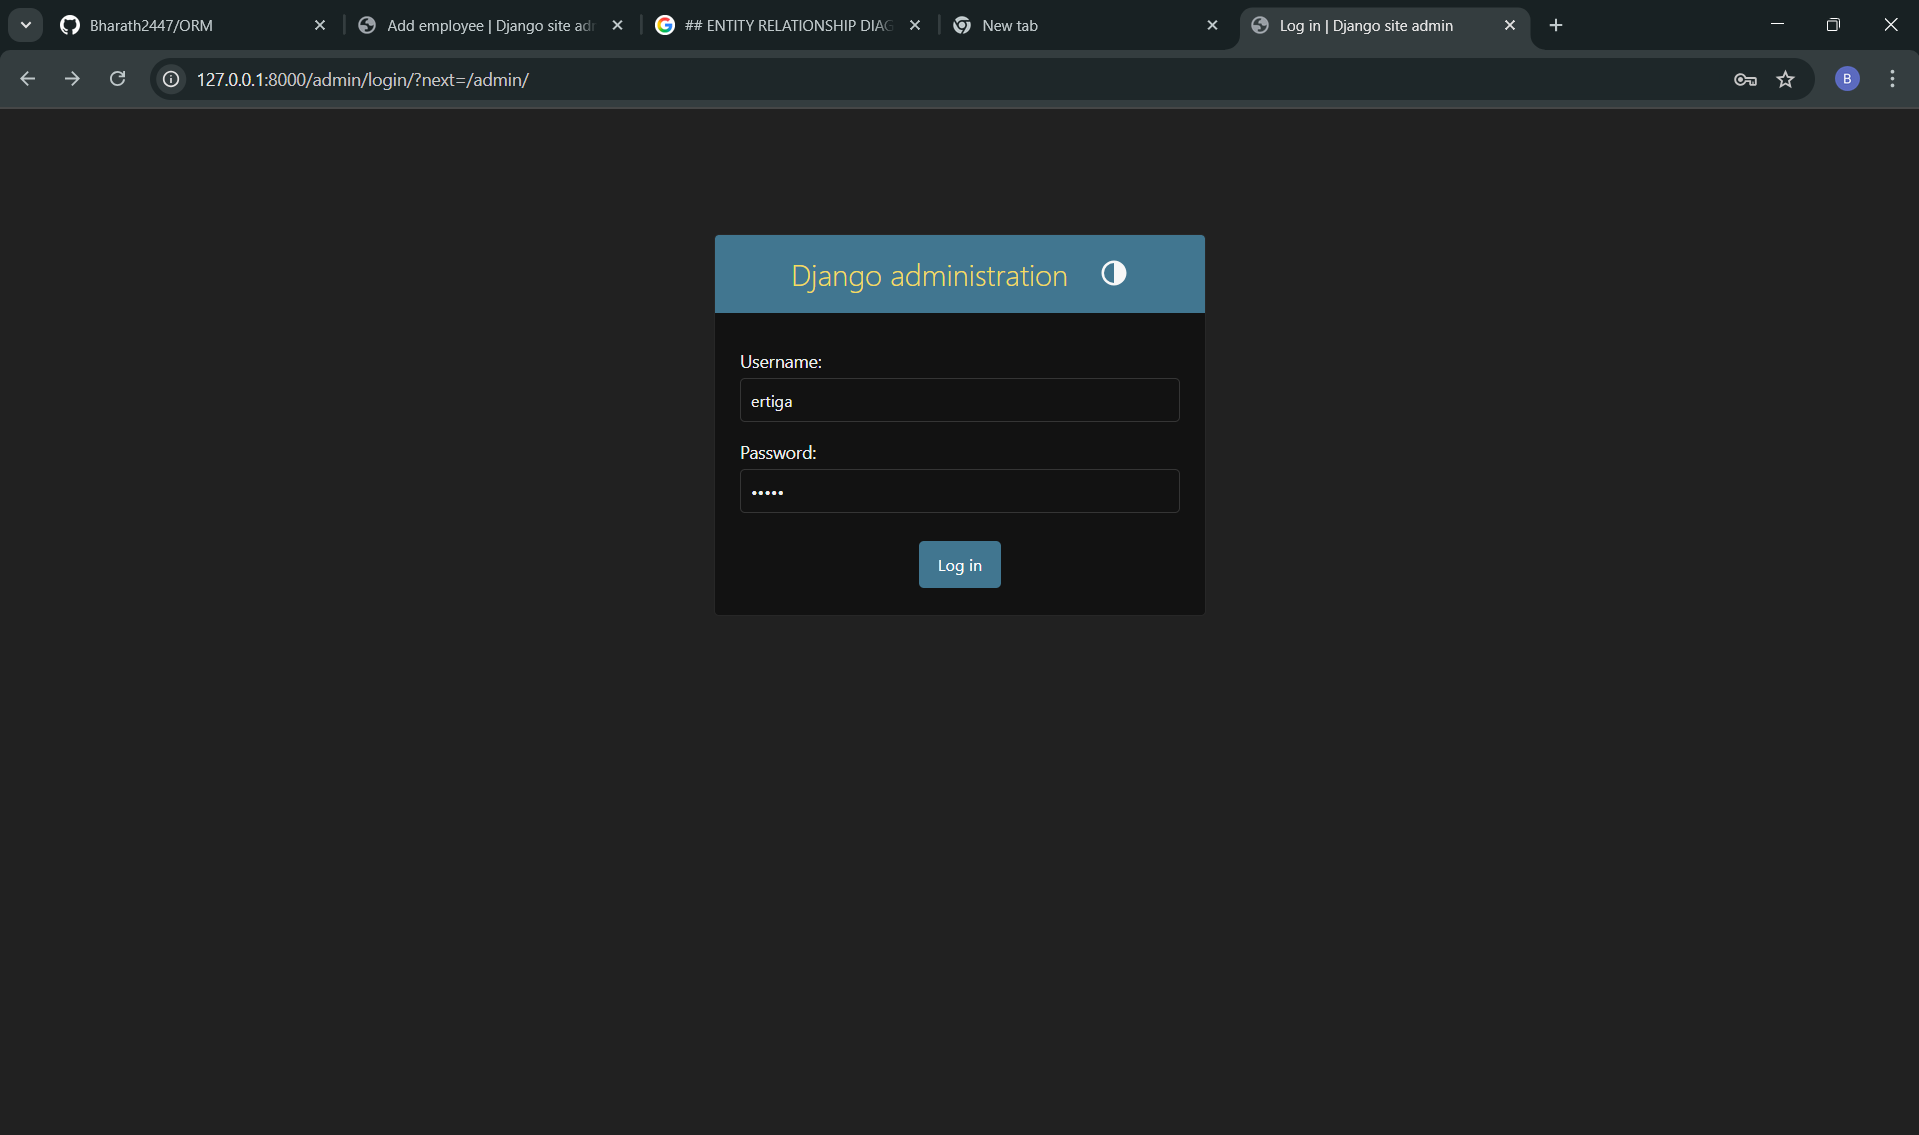 Bharath2447/ORM
Add employee | Django site adr
## ENTITY RELATIONSHIP DIAG
New tab
Log in | Django site admin
127.0.0.1:8000/admin/login/?next=/admin/
B
Django administration
Username:
ertiga
Password:
•••••
Log in